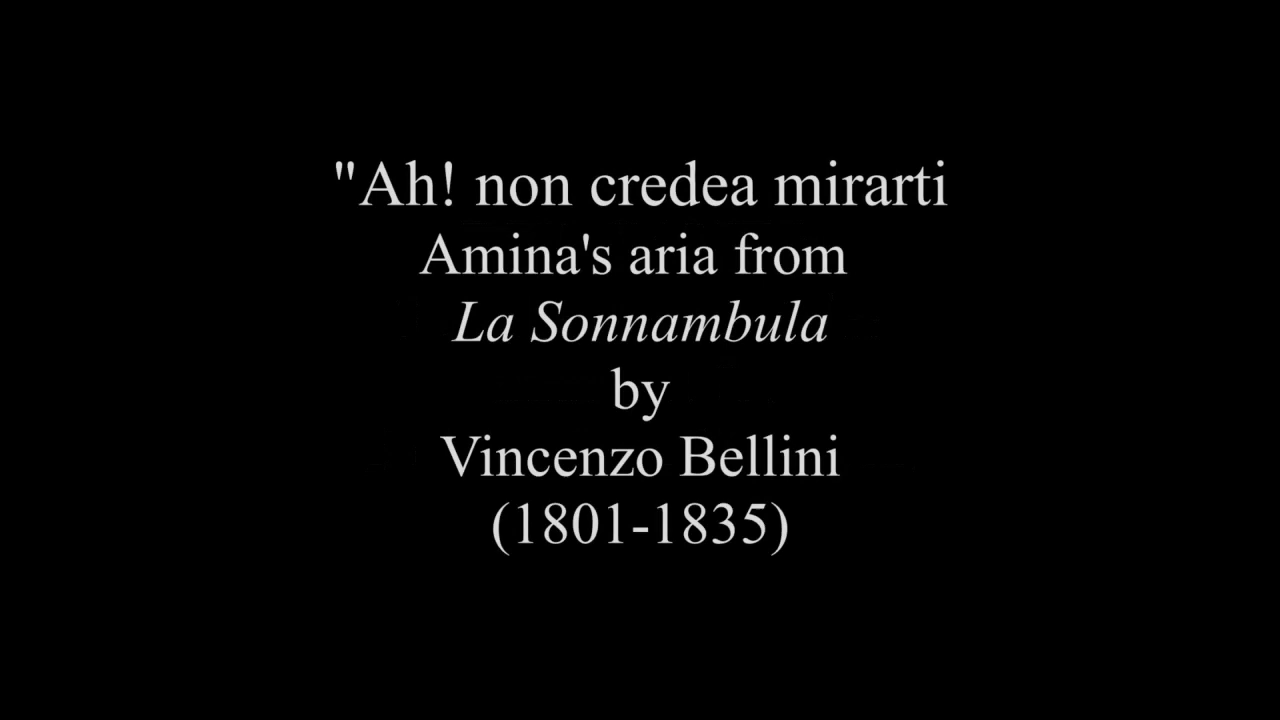 "Ah! non credea mirarti
Amina's aria from
La Sonnambula
by
Vincenzo Bellini
(1801-1835)